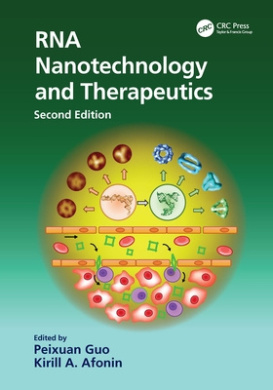 CRC Press
Taylor & Francis Group
RNA
Nanotechnology
and Therapeutics
Second Edition
Edited by
Peixuan Guo
Kirill A. Afonin